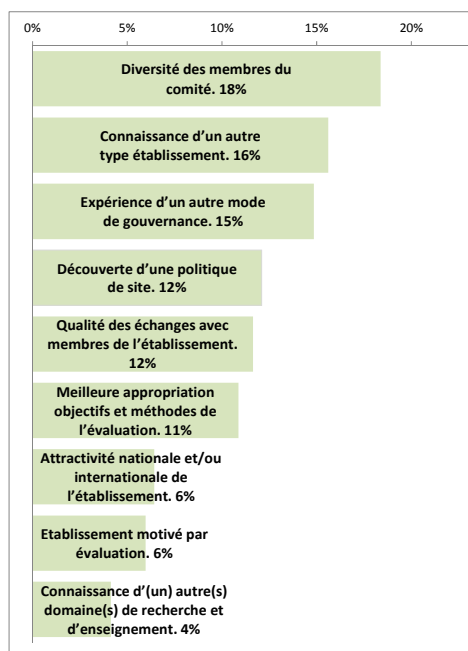 0% 5% 10% 15% 20%
Diversité des membres du
comité. 18%
Connaissance d'un autre
type établissement. 16%
Expérience d'un autre mode
de gouvernance. 15%
Découverte d'une politique
de site. 12%
Qualité des échanges avec
membres de l'établissement.
12%
Meilleure appropriation
objectifs et méthodes de
l'évaluation. 11%
Attractivité nationale et/ou
internationale de
l'établissement. 6%
Etablissement motivé par
évaluation. 6%
Connaissance d'(un) autre(s)
domaine(s) de recherche et
d'enseignement. 4%